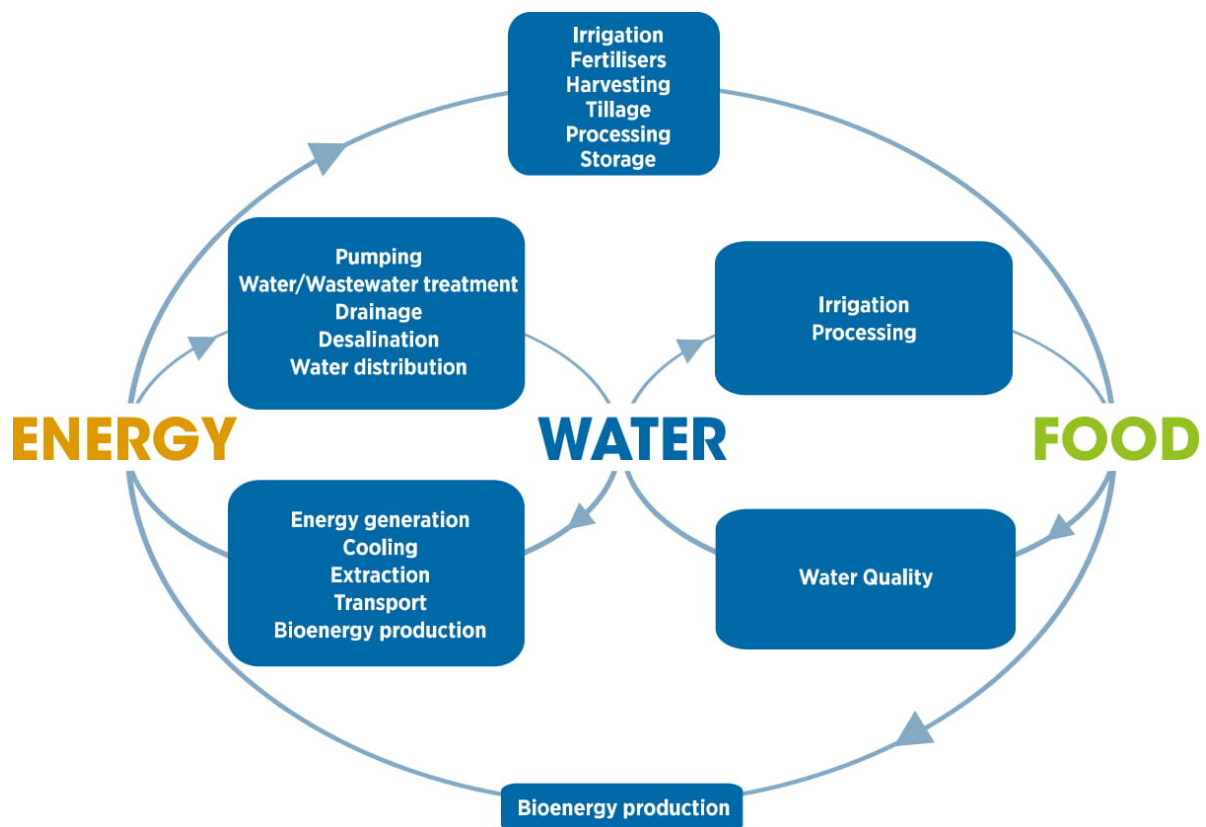 Irrigation
Fertilisers
Harvesting
Tillage
Processing
Storage
Pumping
Water/Wastewater treatment
Drainage
Desalination
Water distribution
Irrigation
Processing
ENERGY
WATER
FOOD
Energy generation
Cooling
Extraction
Transport
Bioenergy production
Water Quality
Bioenergy production